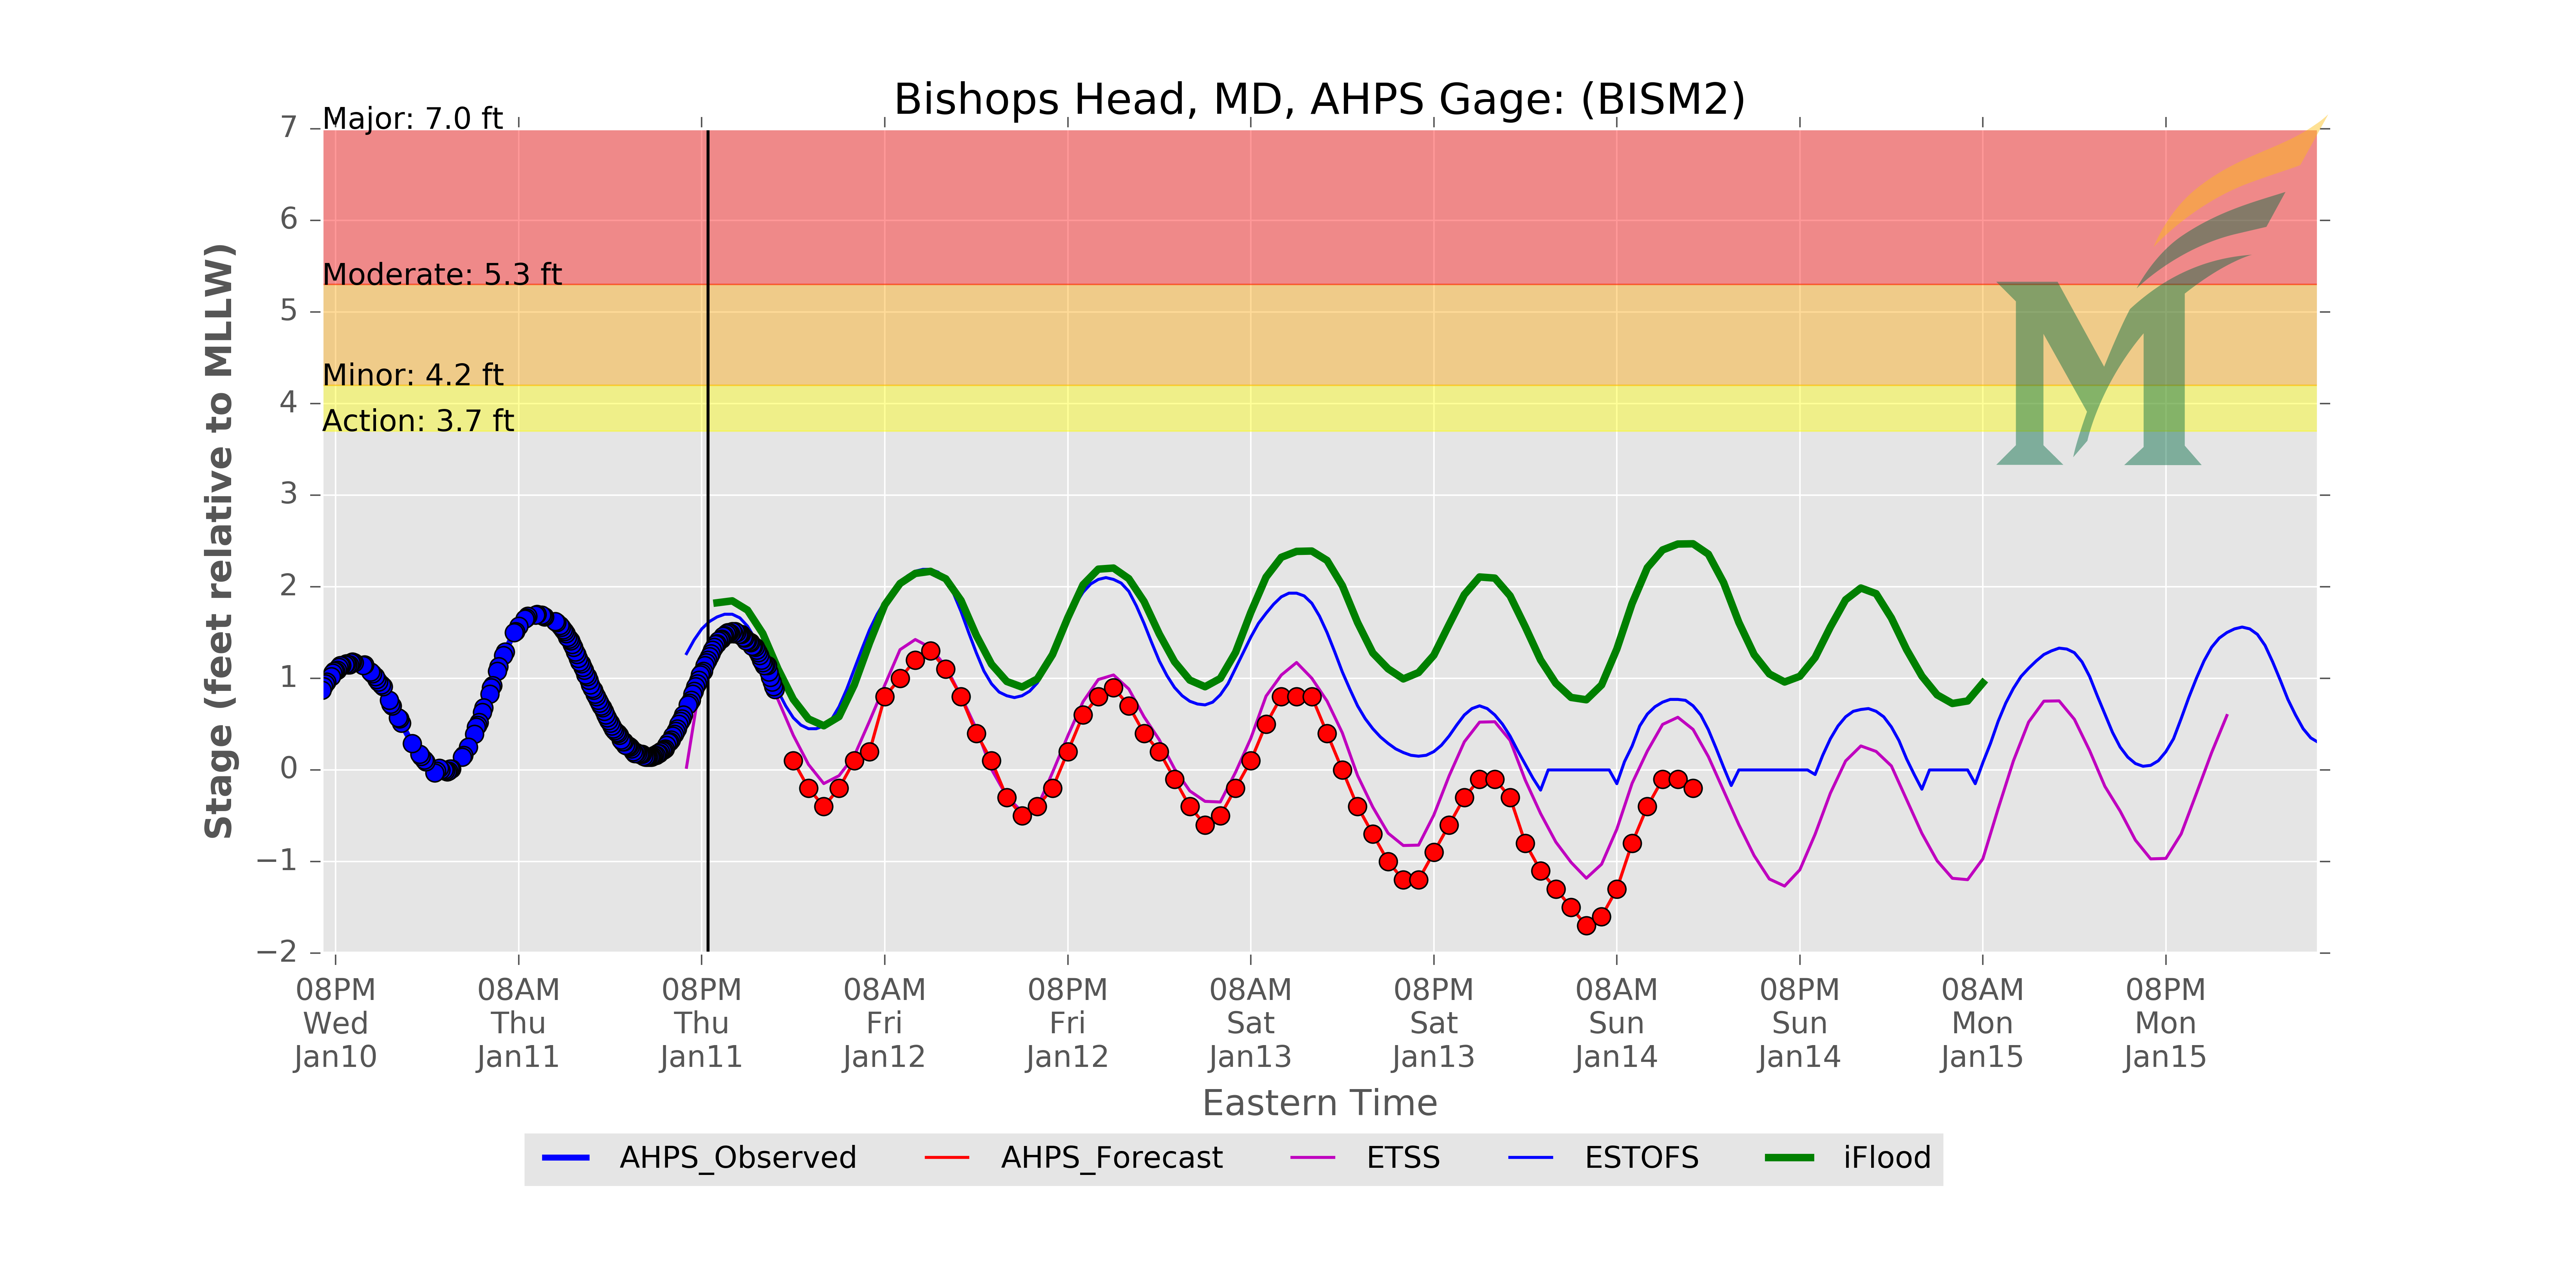 Bishops Head, MD, AHPS Gage: (BISM2)
Major: 7.0 ft
Moderate: 5.3 ft
Minor: 4.2 ft
Action: 3.7 ft
Stage (feet relative to MLLW)
7
6
5
4
3
2
1
0
−1
−2
08PM Wed Jan10
08AM Thu Jan11
08PM Thu Jan11
08AM Fri Jan12
08PM Fri Jan12
08AM Sat Jan13
08PM Sat Jan13
08AM Sun Jan14
08PM Sun Jan14
08AM Mon Jan15
08PM Mon Jan15
Eastern Time
AHPS_Observed
AHPS_Forecast
ETSS
ESTOFS
iFlood
M